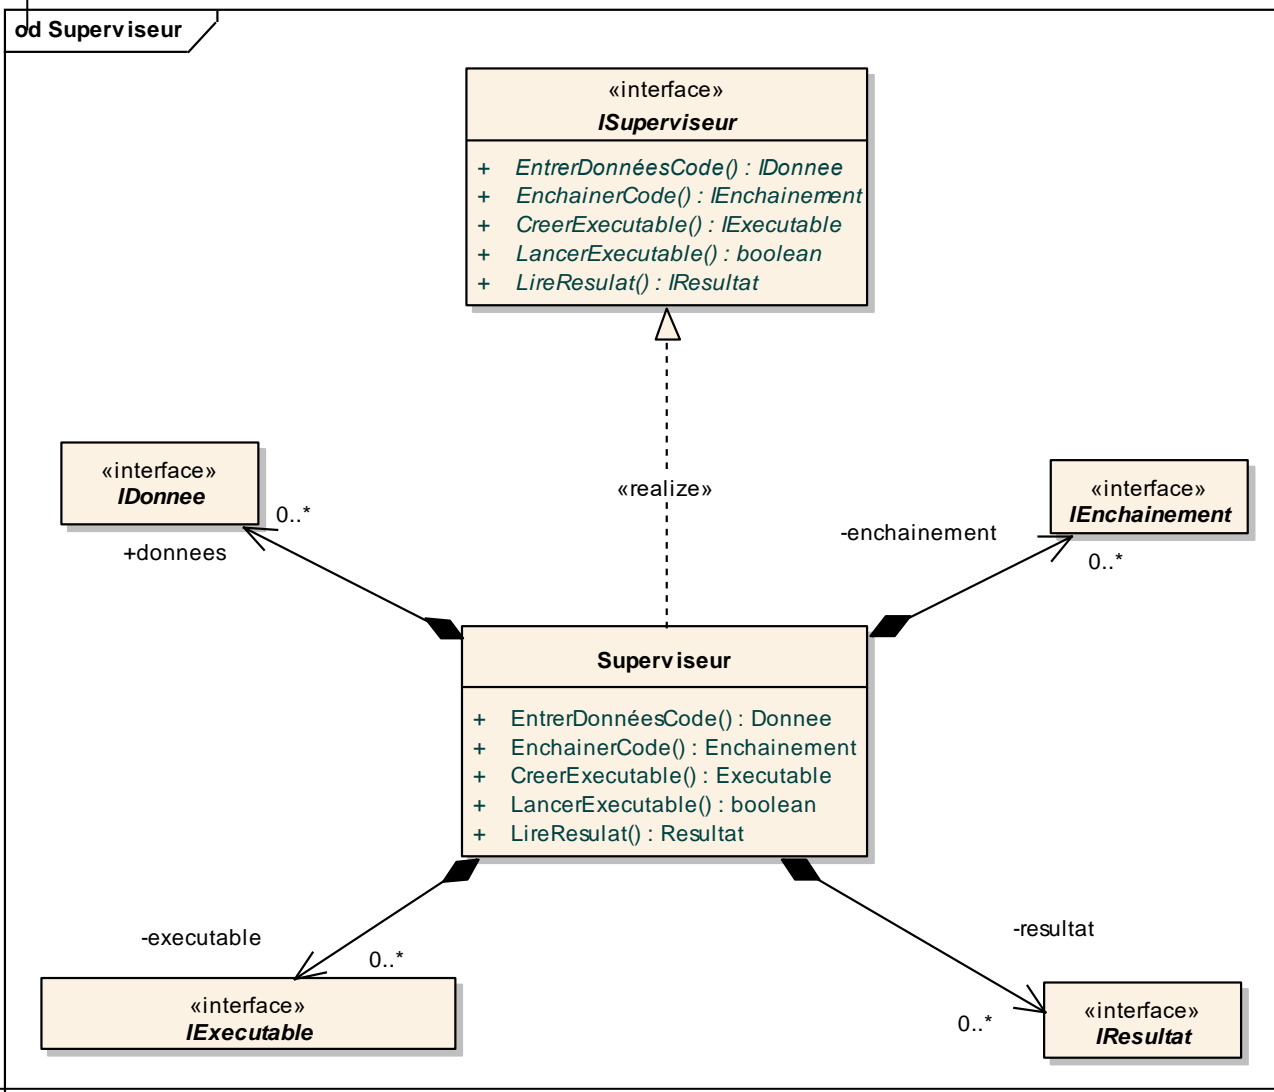 od Superviseur
«interface»
ISuperviseur
+ EntrerDonnéesCode() : IDonnee
+ EnchainerCode() : IEnchainement
+ CreerExecutable() : IExecutable
+ LancerExecutable() : boolean
+ LireResulat() : IResultat
«interface»
IDonnee
0..*
+donnees
«realize»
«interface»
IEnchainement
-enchainement
0..*
Superviseur
+ EntrerDonnéesCode() : Donnee
+ EnchainerCode() : Enchainement
+ CreerExecutable() : Executable
+ LancerExecutable() : boolean
+ LireResulat() : Resultat
-executable
0..*
«interface»
IExecutable
-resultat
0..*
«interface»
IResultat